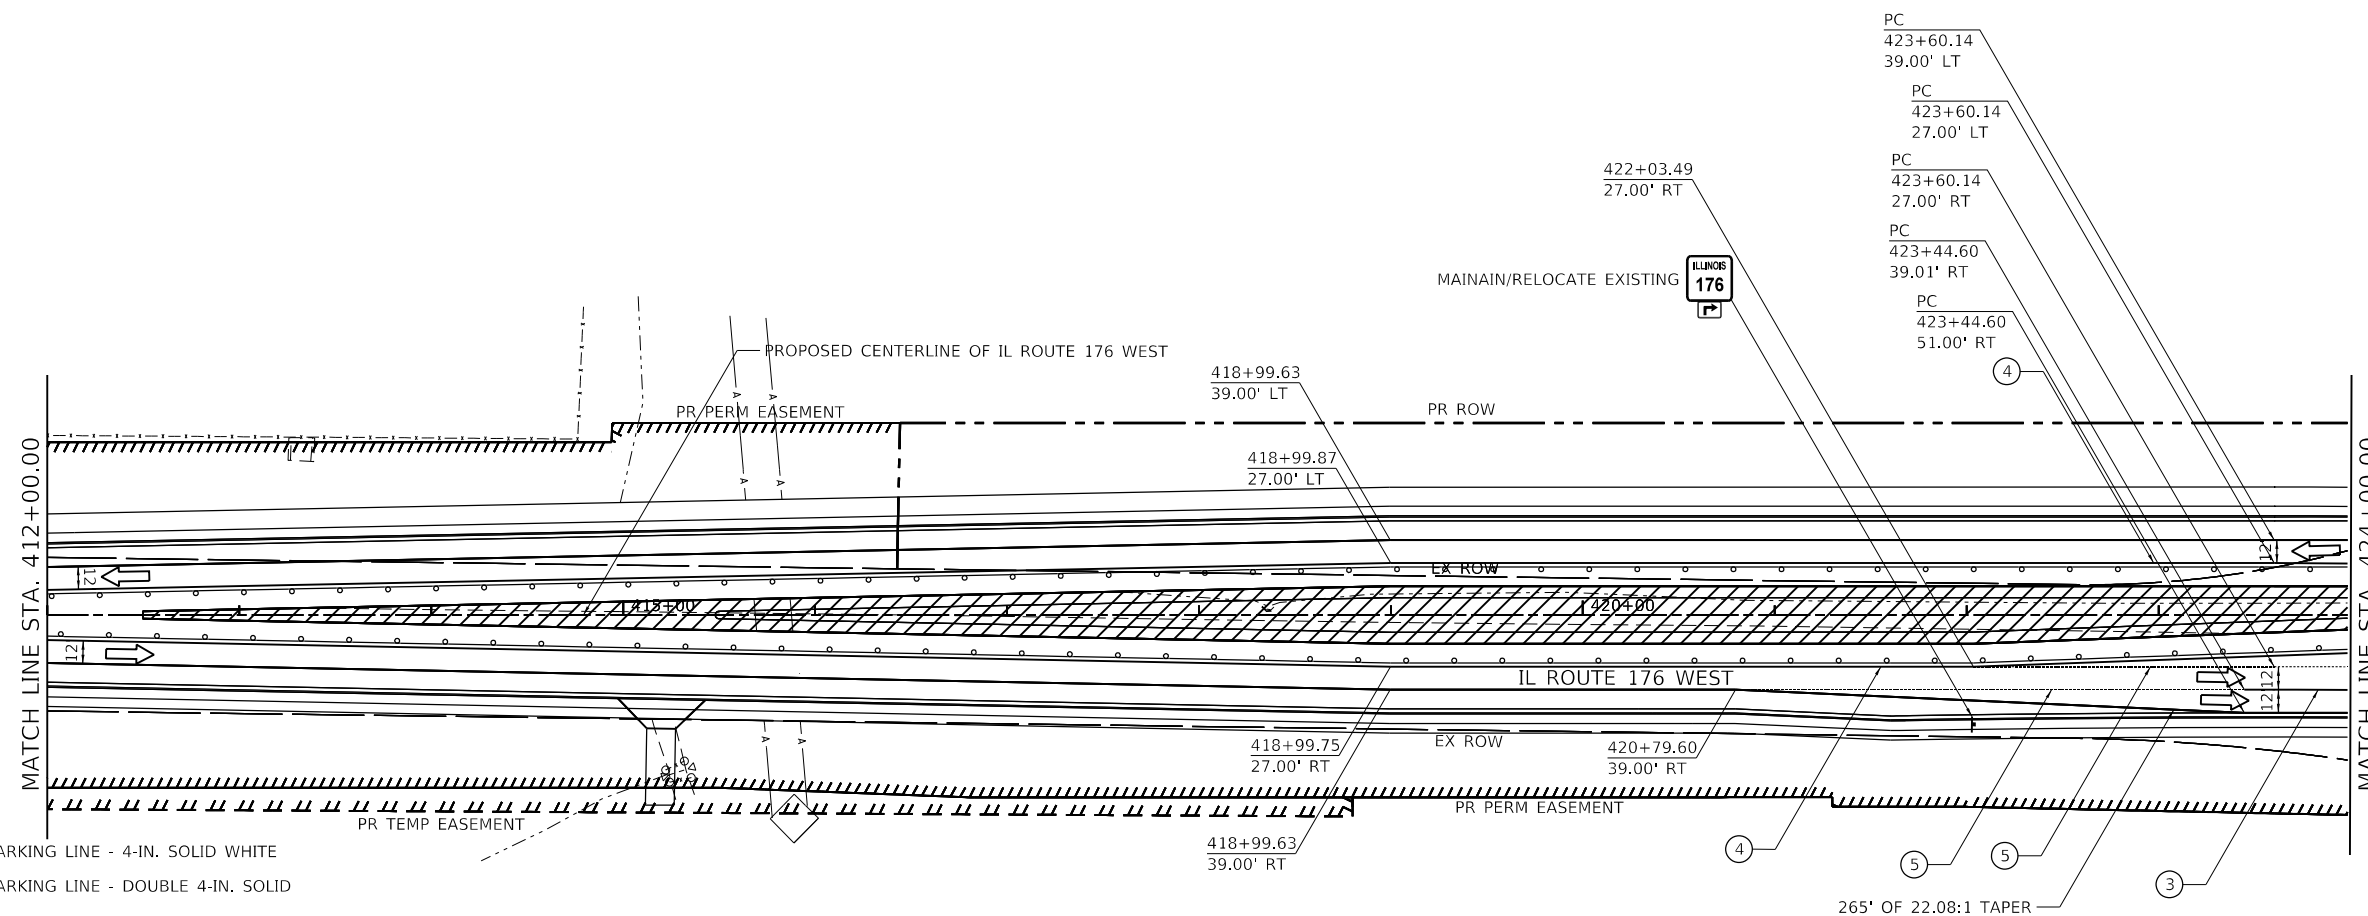 PC
423+60.14
39.00' LT
PC
423+60.14
27.00' LT
PC
423+60.14
27.00' RT
PC
423+44.60
39.01' RT
PC
423+44.60
51.00' RT
422+03.49
27.00' RT
MAINAIN/RELOCATE EXISTING
ILLINOIS
176
4
PROPOSED CENTERLINE OF IL ROUTE 176 WEST
418+99.63
39.00' LT
PR PERM EASEMENT
PR ROW
418+99.87
27.00' LT
MATCH LINE STA. 412+00.00
MATCH LINE STA. 424+00.00
A
A
A
A
12
12
EX ROW
415+00
420+00
12
IL ROUTE 176 WEST
12
12
EX ROW
418+99.75
27.00' RT
420+79.60
39.00' RT
A
A
PR TEMP EASEMENT
PR PERM EASEMENT
418+99.63
39.00' RT
4
5
5
3
ARKING LINE - 4-IN. SOLID WHITE
ARKING LINE - DOUBLE 4-IN. SOLID
265' OF 22.08:1 TAPER